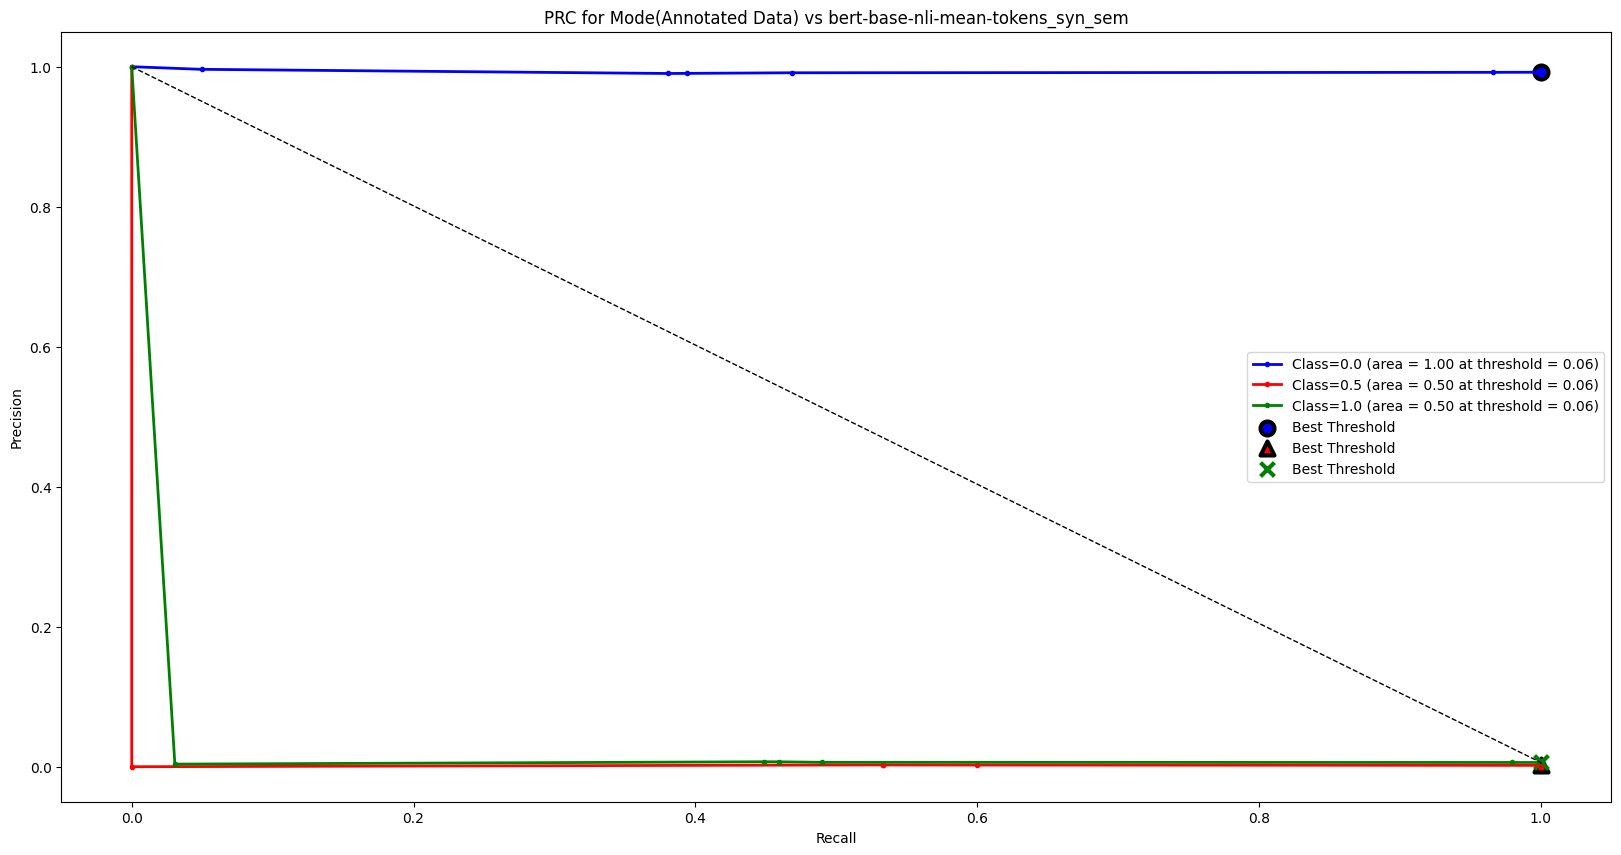 PRC for Mode(Annotated Data) vs bert-base-nli-mean-tokens_syn_sem
Precision
1.0
0.8
0.6
0.4
0.2
0.0
Class=0.0 (area = 1.00 at threshold = 0.06)
Class=0.5 (area = 0.50 at threshold = 0.06)
Class=1.0 (area = 0.50 at threshold = 0.06)
Best Threshold
Best Threshold
Best Threshold
0.0 0.2 0.4 0.6 0.8 1.0
Recall